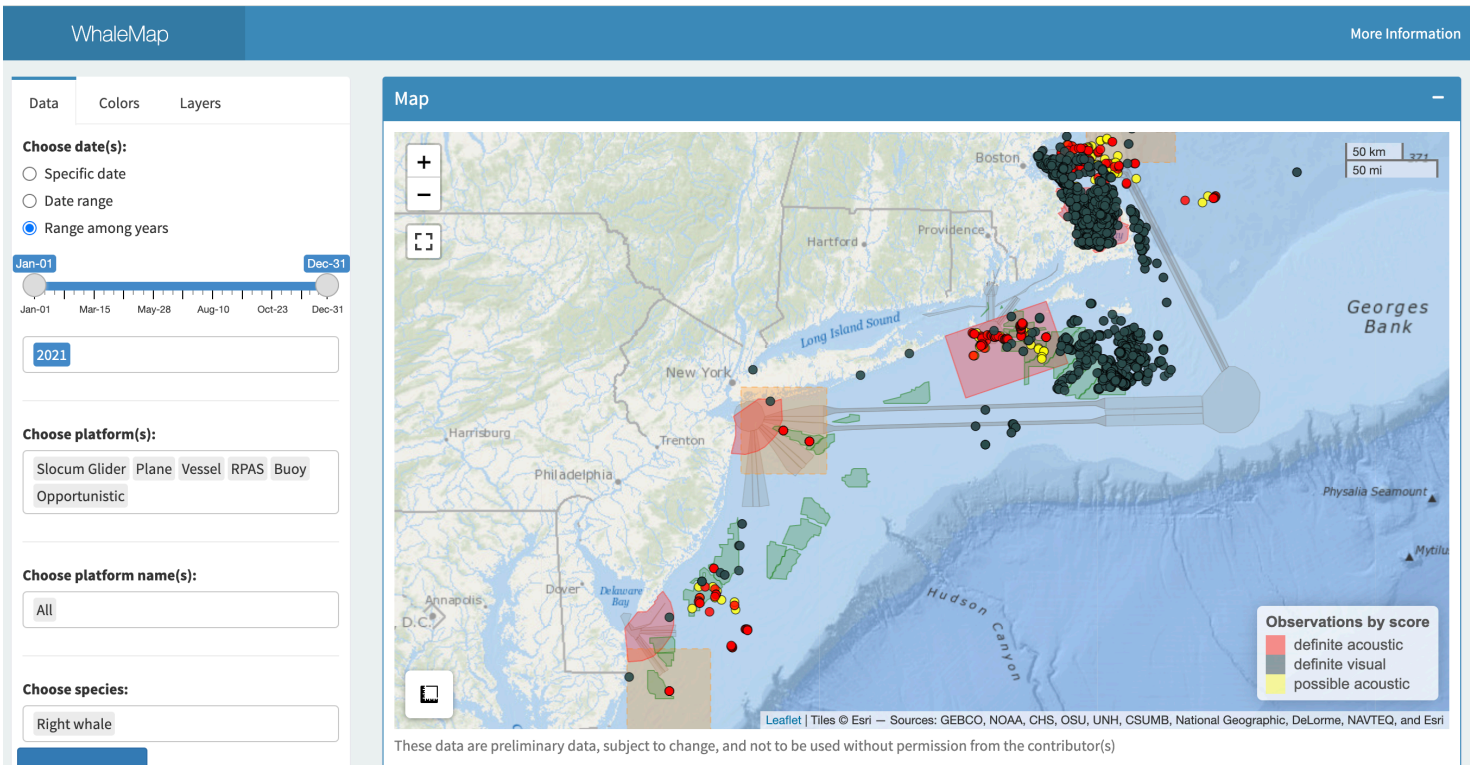 WhaleMap
More Information
Data
Colors
Layers
Choose date(s):
Specific date
Date range
Range among years
Jan-01
Dec-31
Jan-01
Mar-15
May-28
Aug-10
Oct-23
Dec-31
2021
Choose platform(s):
Slocum Glider Plane Vessel RPAS Buoy
Opportunistic
Choose platform name(s):
All
Choose species:
Right whale
Map
−
+
−
50 km
50 mi
371
Boston
Providence
Hartford
Georges
Bank
Long Island Sound
New York
Harrisburg
Trenton
Philadelphia
Physalia Seamount
Mytilu
Dover
Delaware
Bay
Annapolis
D.C.
Hudson Canyon
Observations by score
definite acoustic
definite visual
possible acoustic
Leaflet | Tiles © Esri — Sources: GEBCO, NOAA, CHS, OSU, UNH, CSUMB, National Geographic, DeLorme, NAVTEQ, and Esri
These data are preliminary data, subject to change, and not to be used without permission from the contributor(s)